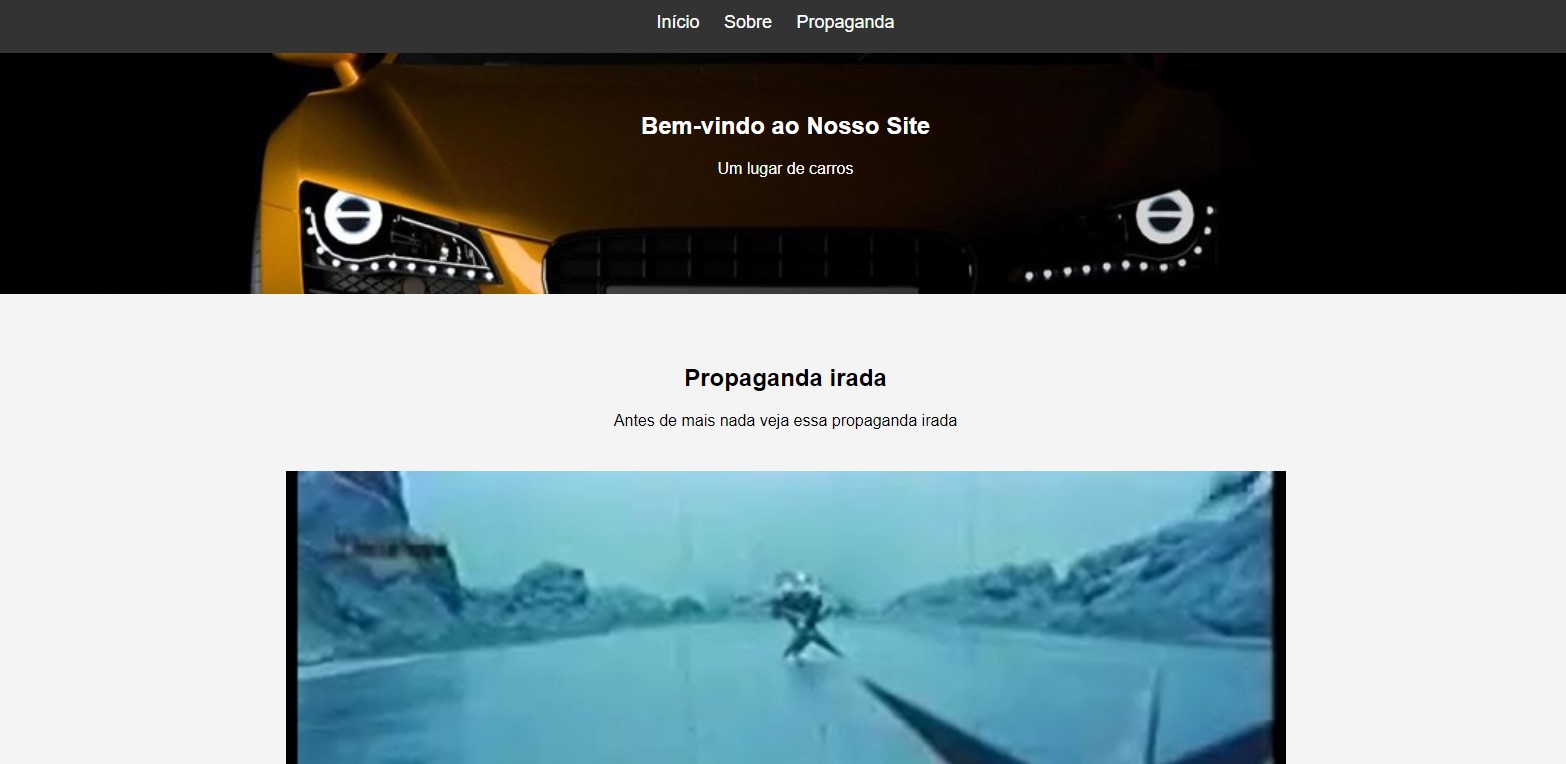 Início Sobre Propaganda
Bem-vindo ao Nosso Site
Um lugar de carros
Propaganda irada
Antes de mais nada veja essa propaganda irada